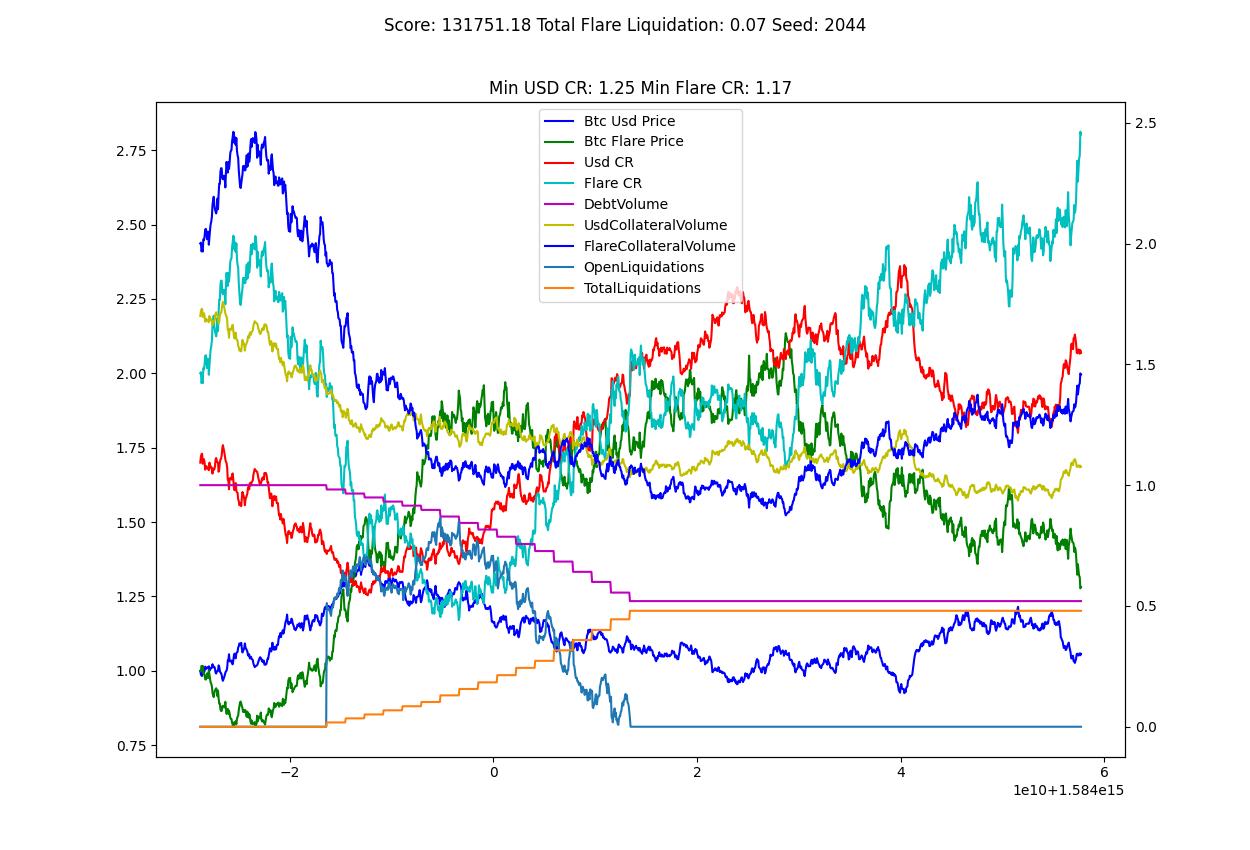 Score: 131751.18 Total Flare Liquidation: 0.07 Seed: 2044
Min USD CR: 1.25 Min Flare CR: 1.17
Btc Usd Price
Btc Flare Price
Usd CR
Flare CR
DebtVolume
UsdCollateralVolume
FlareCollateralVolume
OpenLiquidations
TotalLiquidations
2.75
2.50
2.25
2.00
1.75
1.50
1.25
1.00
0.75
2.5
2.0
1.5
1.0
0.5
0.0
−2
0
2
4
6
1e10+1.584e15